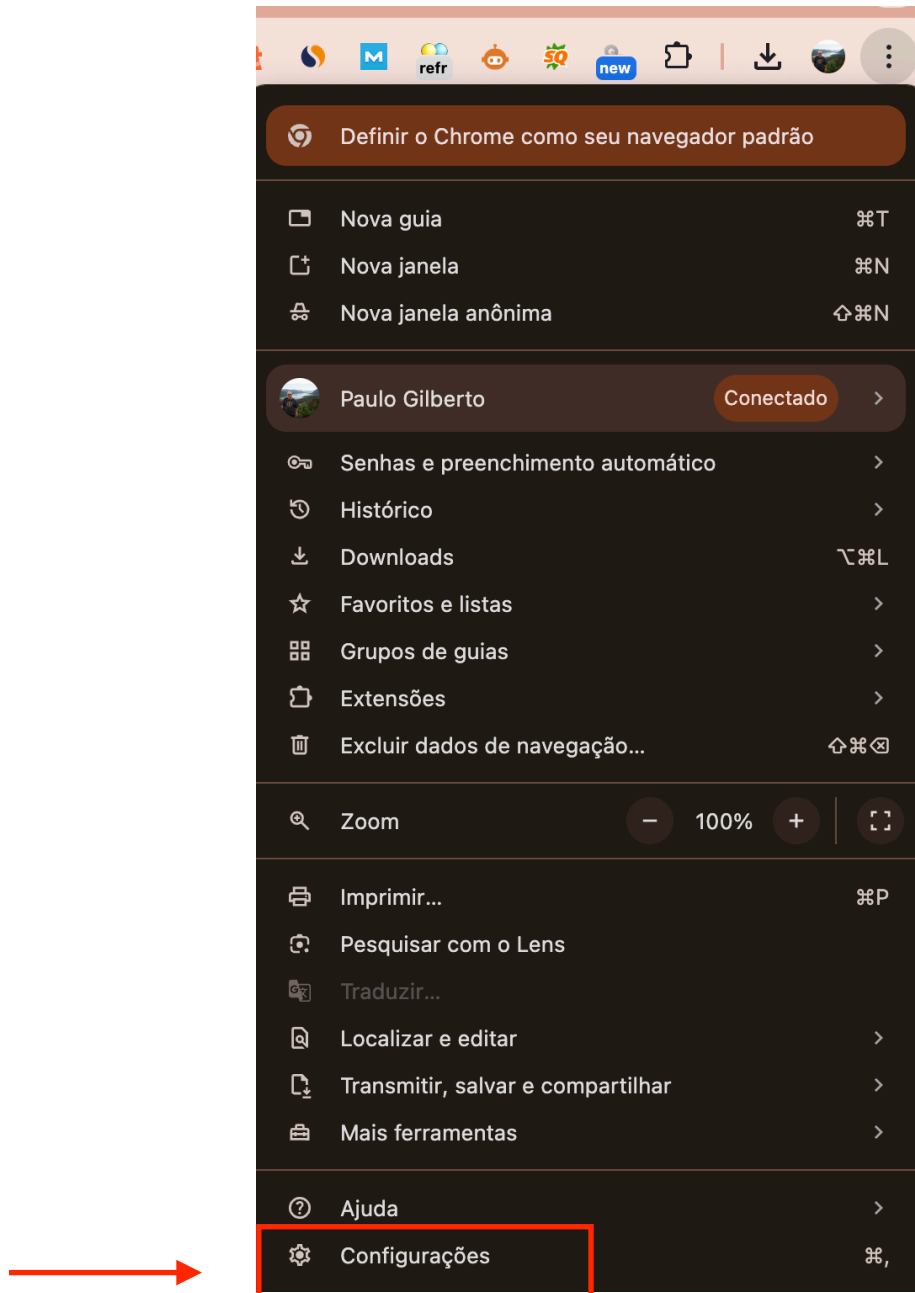 refr
SQ
new
Definir o Chrome como seu navegador padrão
Nova guia ⌘T
Nova janela ⌘N
Nova janela anônima ⇧⌘N
Paulo Gilberto Conectado
Senhas e preenchimento automático
Histórico
Downloads ⌥⌘L
Favoritos e listas
Grupos de guias
Extensões
Excluir dados de navegação... ⇧⌘⌫
Zoom − 100% +
Imprimir... ⌘P
Pesquisar com o Lens
Traduzir...
Localizar e editar
Transmitir, salvar e compartilhar
Mais ferramentas
Ajuda
Configurações ⌘,